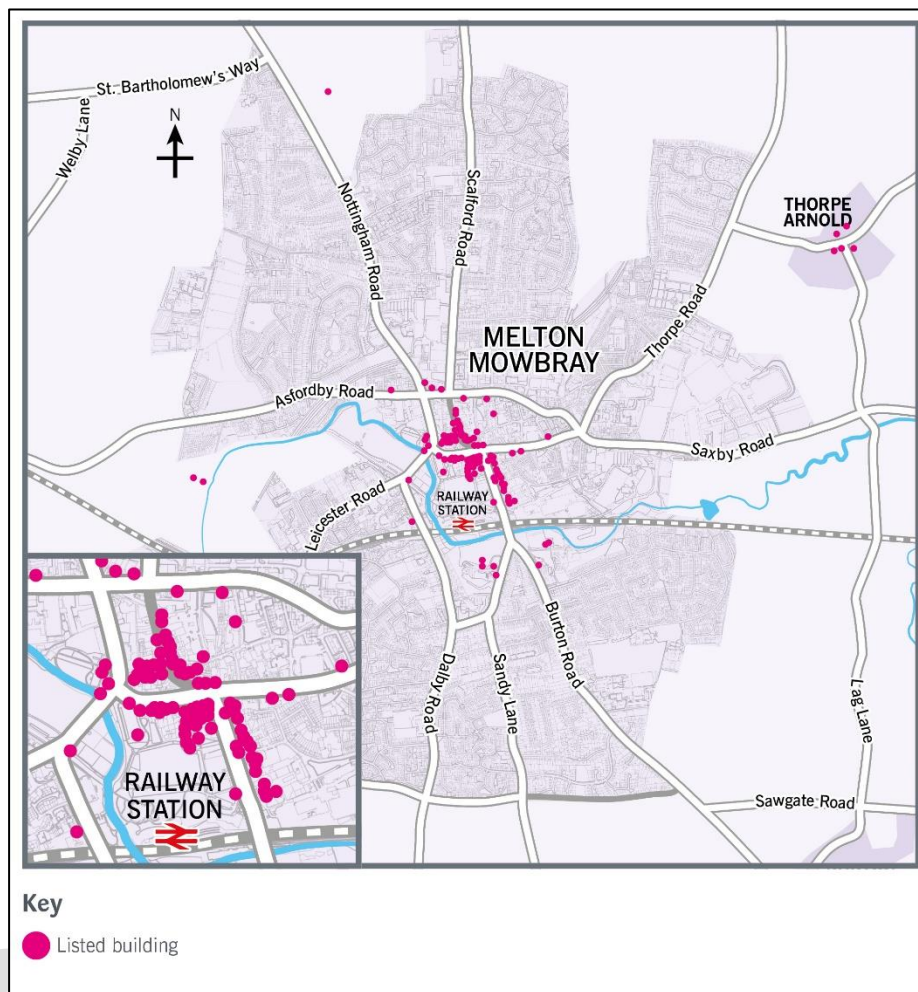 St. Bartholomew's Way
Welby Lane
N
Nottingham Road
Scalford Road
THORPE
ARNOLD
Thorpe Road
MELTON
MOWBRAY
Asfordby Road
Saxby Road
Leicester Road
RAILWAY
STATION
Burton Road
Dalby Road
Sandy Lane
Lag Lane
Sawgate Road
RAILWAY
STATION
Key
Listed building